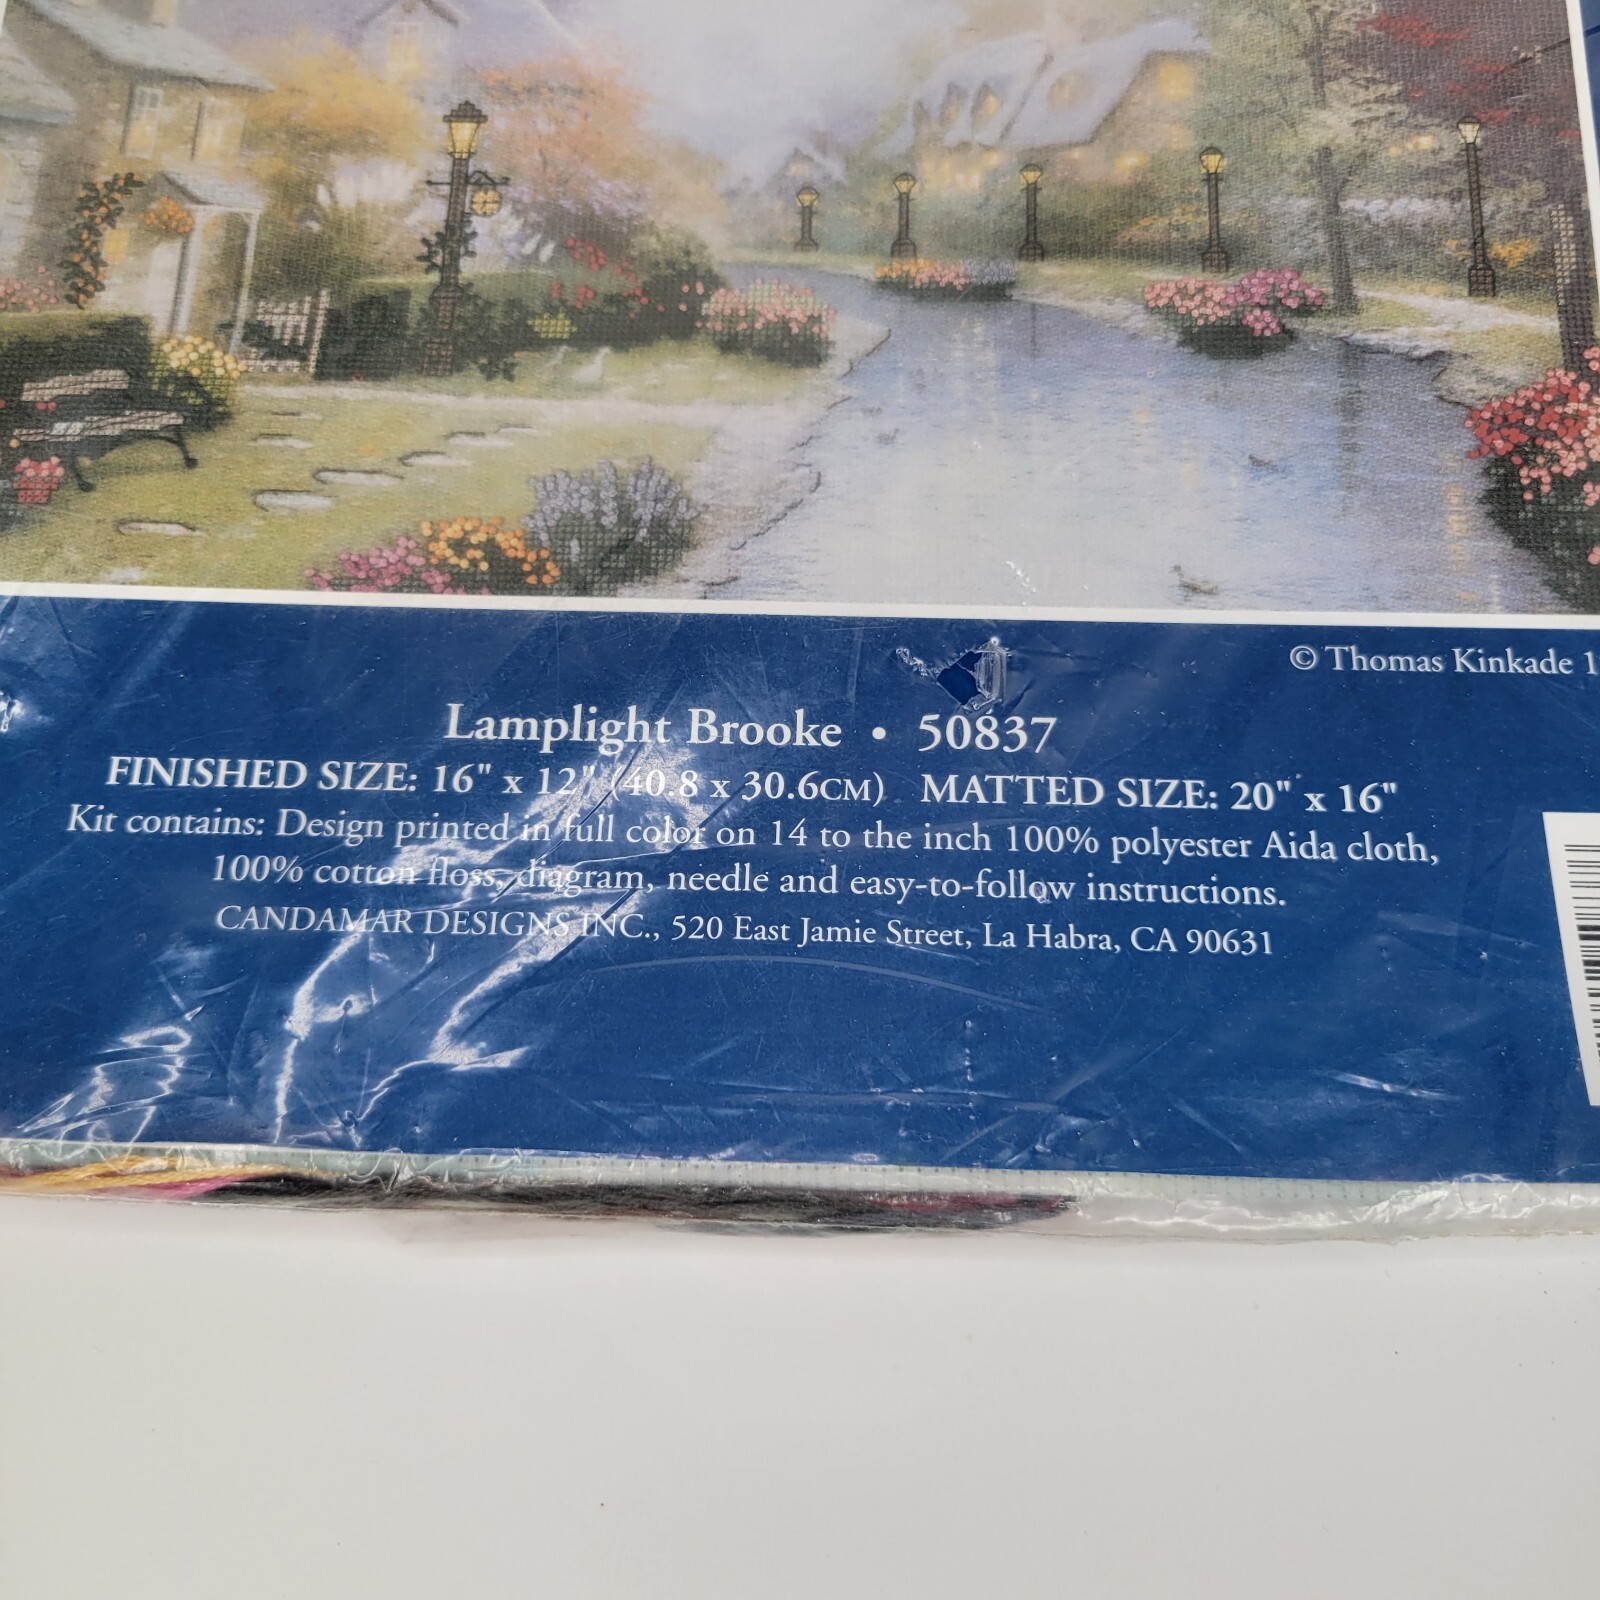 © Thomas Kinkade 1
Lamplight Brooke • 50837
FINISHED SIZE: 16" x 12" (40.8 x 30.6CM) MATTED SIZE: 20" x 16"
Kit contains: Design printed in full color on 14 to the inch 100% polyester Aida cloth,
100% cotton floss, diagram, needle and easy-to-follow instructions.
CANDAMAR DESIGNS INC., 520 East Jamie Street, La Habra, CA 90631